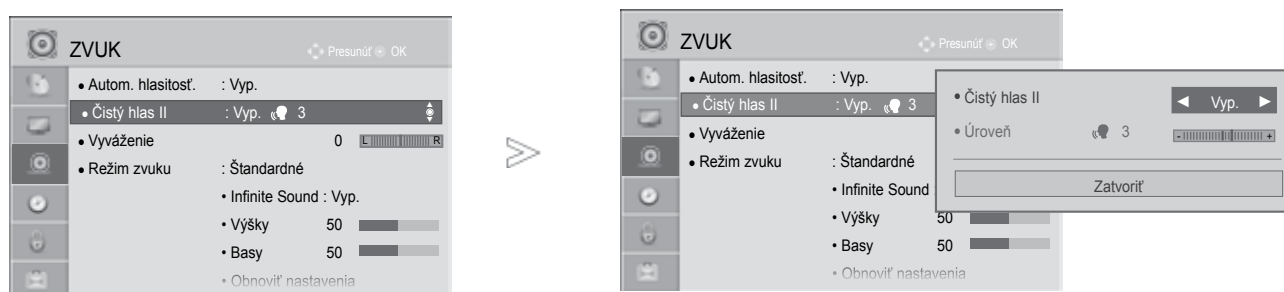 ZVUK Presunúť OK
• Autom. hlasitosť. : Vyp.
• Čistý hlas II : Vyp. 3
• Vyváženie 0 L R
• Režim zvuku : Štandardné
• Infinite Sound : Vyp.
• Výšky 50
• Basy 50
• Obnoviť nastavenia
ZVUK Presunúť OK
• Autom. hlasitosť. : Vyp.
• Čistý hlas II : Vyp. 3
• Vyváženie
• Režim zvuku : Štandardné
• Infinite Sound :
• Výšky 50
• Basy 50
• Obnoviť nastavenia
• Čistý hlas II ◄ Vyp. ►
• Úroveň 3 - +
Zatvoriť